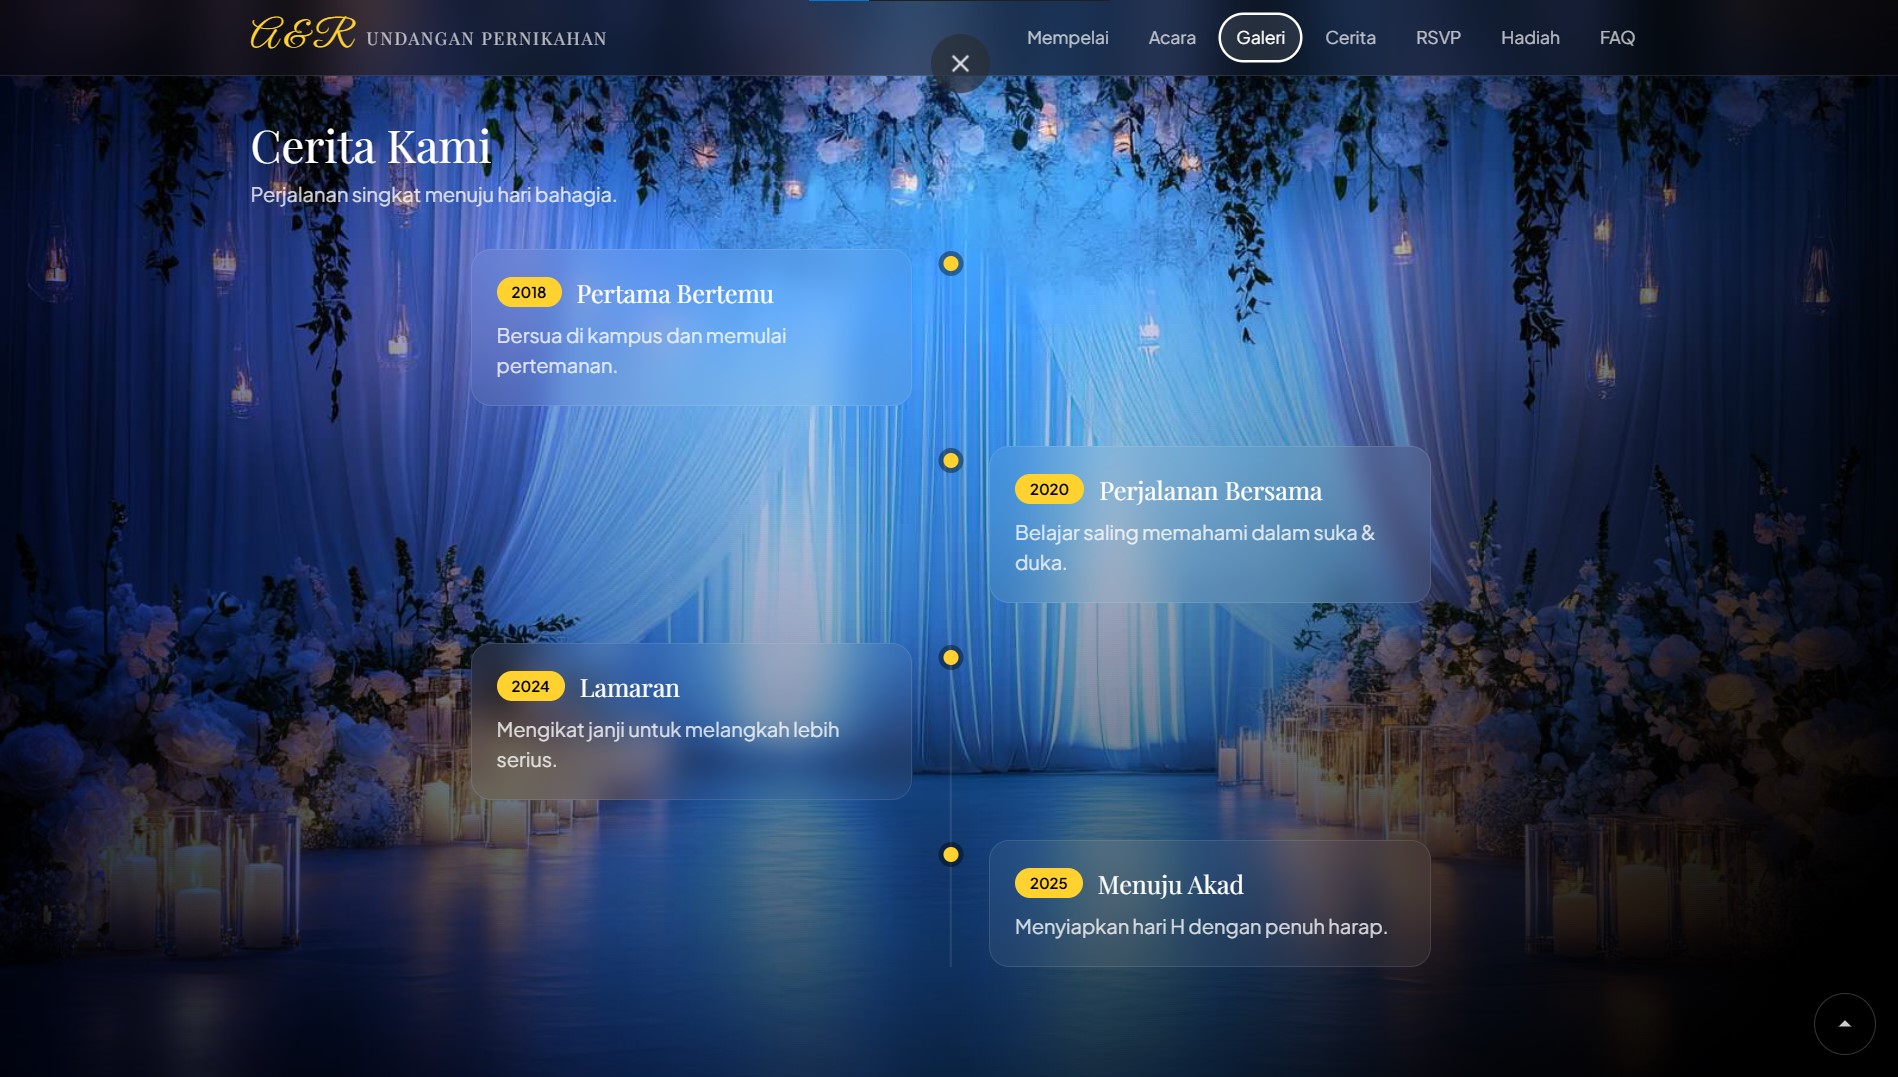 A&R UNDANGAN PERNIKAHAN
Mempelai
Acara
Galeri
Cerita
RSVP
Hadiah
FAQ
Cerita Kami
Perjalanan singkat menuju hari bahagia.
2018 Pertama Bertemu
Bersua di kampus dan memulai
pertemanan.
2020 Perjalanan Bersama
Belajar saling memahami dalam suka &
duka.
2024 Lamaran
Mengikat janji untuk melangkah lebih
serius.
2025 Menuju Akad
Menyiapkan hari H dengan penuh harap.